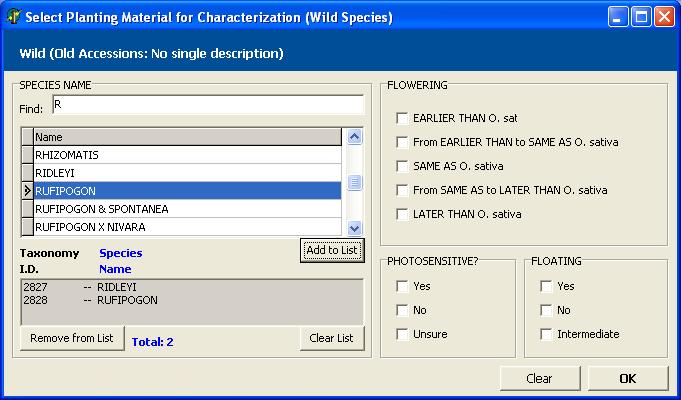 Select Planting Material for Characterization (Wild Species)
Wild (Old Accessions: No single description)
SPECIES NAME
Find: R
Name
RHIZOMATIS
RIDLEYI
RUFIPOGON
RUFIPOGON & SPONTANEA
RUFIPOGON X NIVARA
Add to List
Taxonomy Species
I.D. Name
2827 -- RIDLEYI
2828 -- RUFIPOGON
Remove from List Total: 2 Clear List
FLOWERING
EARLIER THAN O. sat
From EARLIER THAN to SAME AS O. sativa
SAME AS O. sativa
From SAME AS to LATER THAN O. sativa
LATER THAN O. sativa
PHOTOSENSITIVE?
Yes
No
Unsure
FLOATING
Yes
No
Intermediate
Clear OK